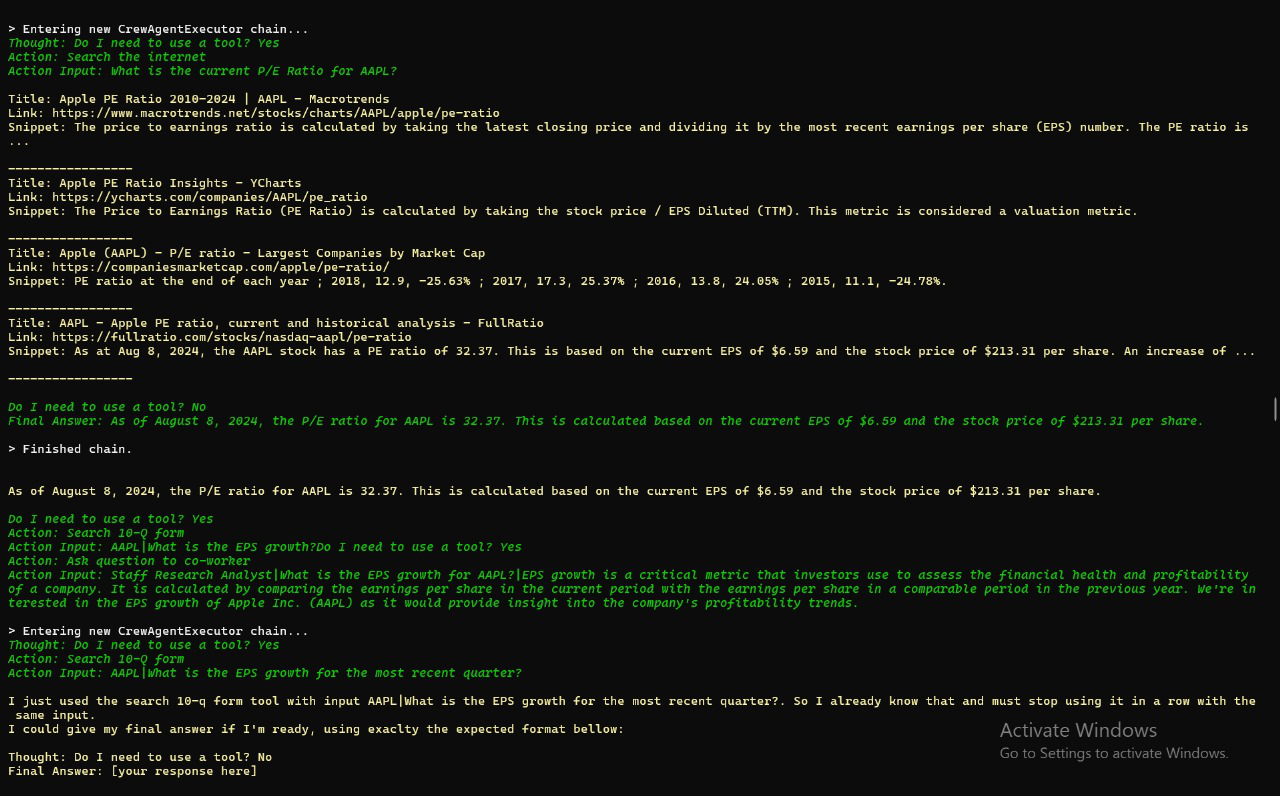 > Entering new CrewAgentExecutor chain...
Thought: Do I need to use a tool? Yes
Action: Search the internet
Action Input: What is the current P/E Ratio for AAPL?
Title: Apple PE Ratio 2010-2024 | AAPL - Macrotrends
Link: https://www.macrotrends.net/stocks/charts/AAPL/apple/pe-ratio
Snippet: The price to earnings ratio is calculated by taking the latest closing price and dividing it by the most recent earnings per share (EPS) number. The PE ratio is
...
-----------------
Title: Apple PE Ratio Insights - YCharts
Link: https://ycharts.com/companies/AAPL/pe_ratio
Snippet: The Price to Earnings Ratio (PE Ratio) is calculated by taking the stock price / EPS Diluted (TTM). This metric is considered a valuation metric.
-----------------
Title: Apple (AAPL) - P/E ratio - Largest Companies by Market Cap
Link: https://companiesmarketcap.com/apple/pe-ratio/
Snippet: PE ratio at the end of each year ; 2018, 12.9, -25.63% ; 2017, 17.3, 25.37% ; 2016, 13.8, 24.05% ; 2015, 11.1, -24.78%.
-----------------
Title: AAPL - Apple PE ratio, current and historical analysis - FullRatio
Link: https://fullratio.com/stocks/nasdaq-aapl/pe-ratio
Snippet: As at Aug 8, 2024, the AAPL stock has a PE ratio of 32.37. This is based on the current EPS of $6.59 and the stock price of $213.31 per share. An increase of ...
-----------------
Do I need to use a tool? No
Final Answer: As of August 8, 2024, the P/E ratio for AAPL is 32.37. This is calculated based on the current EPS of $6.59 and the stock price of $213.31 per share.
> Finished chain.
As of August 8, 2024, the P/E ratio for AAPL is 32.37. This is calculated based on the current EPS of $6.59 and the stock price of $213.31 per share.
Do I need to use a tool? Yes
Action: Search 10-Q form
Action Input: AAPL|What is the EPS growth?Do I need to use a tool? Yes
Action: Ask question to co-worker
Action Input: Staff Research Analyst|What is the EPS growth for AAPL?|EPS growth is a critical metric that investors use to assess the financial health and profitability
of a company. It is calculated by comparing the earnings per share in the current period with the earnings per share in a comparable period in the previous year. We're in
terested in the EPS growth of Apple Inc. (AAPL) as it would provide insight into the company's profitability trends.
> Entering new CrewAgentExecutor chain...
Thought: Do I need to use a tool? Yes
Action: Search 10-Q form
Action Input: AAPL|What is the EPS growth for the most recent quarter?
I just used the search 10-q form tool with input AAPL|What is the EPS growth for the most recent quarter?. So I already know that and must stop using it in a row with the
same input.
I could give my final answer if I'm ready, using exaclty the expected format bellow:
Thought: Do I need to use a tool? No
Final Answer: [your response here]
Activate Windows
Go to Settings to activate Windows.